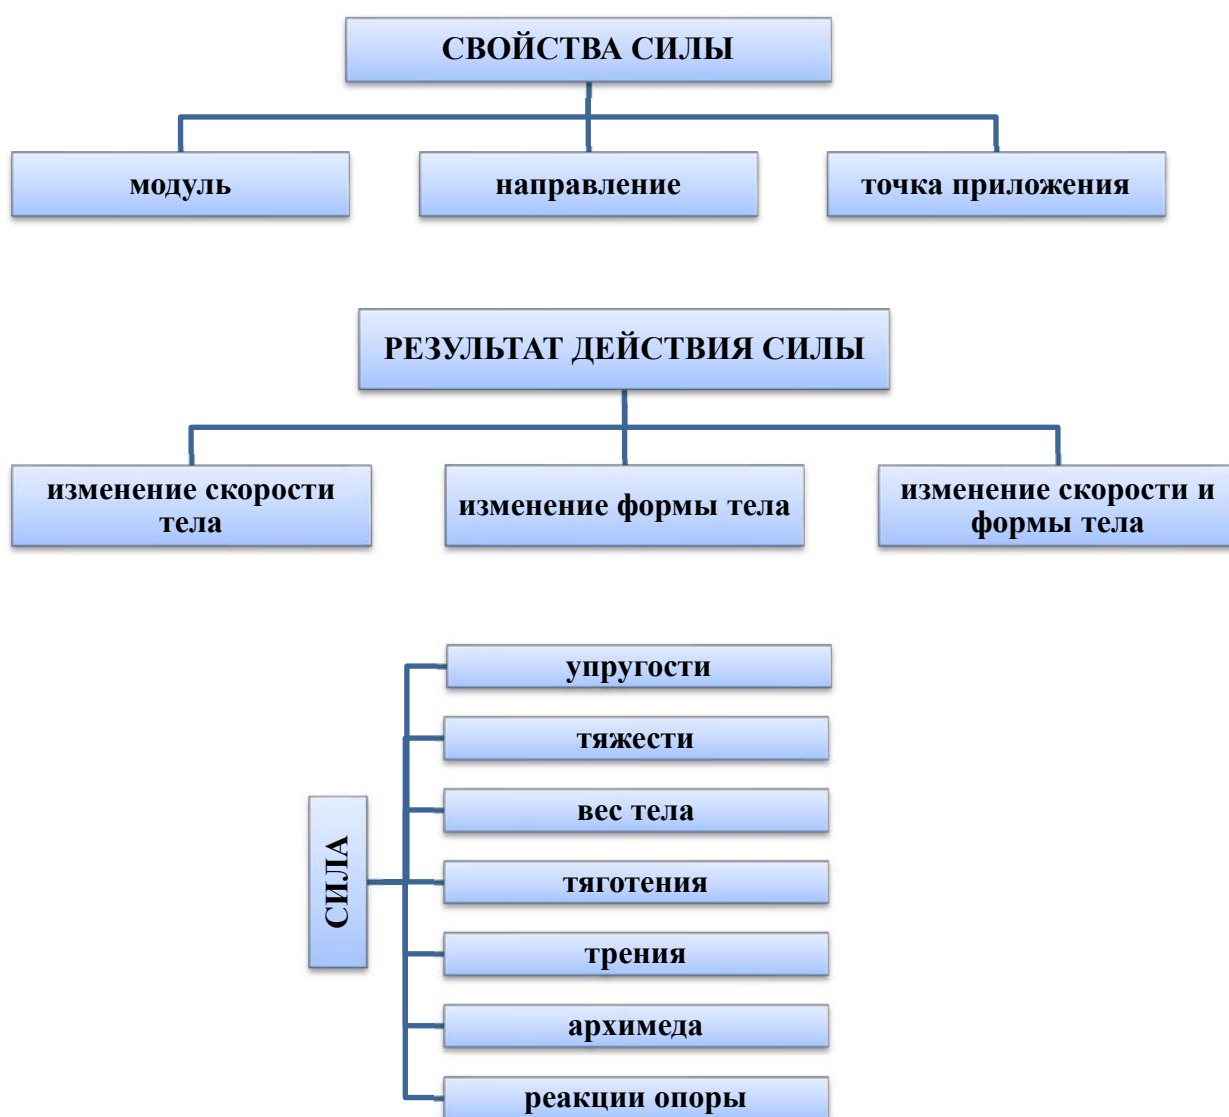 СВОЙСТВА СИЛЫ
модуль
направление
точка приложения
РЕЗУЛЬТАТ ДЕЙСТВИЯ СИЛЫ
изменение скорости
тела
изменение формы тела
изменение скорости и
формы тела
СИЛА
упругости
тяжести
вес тела
тяготения
трения
архимеда
реакции опоры